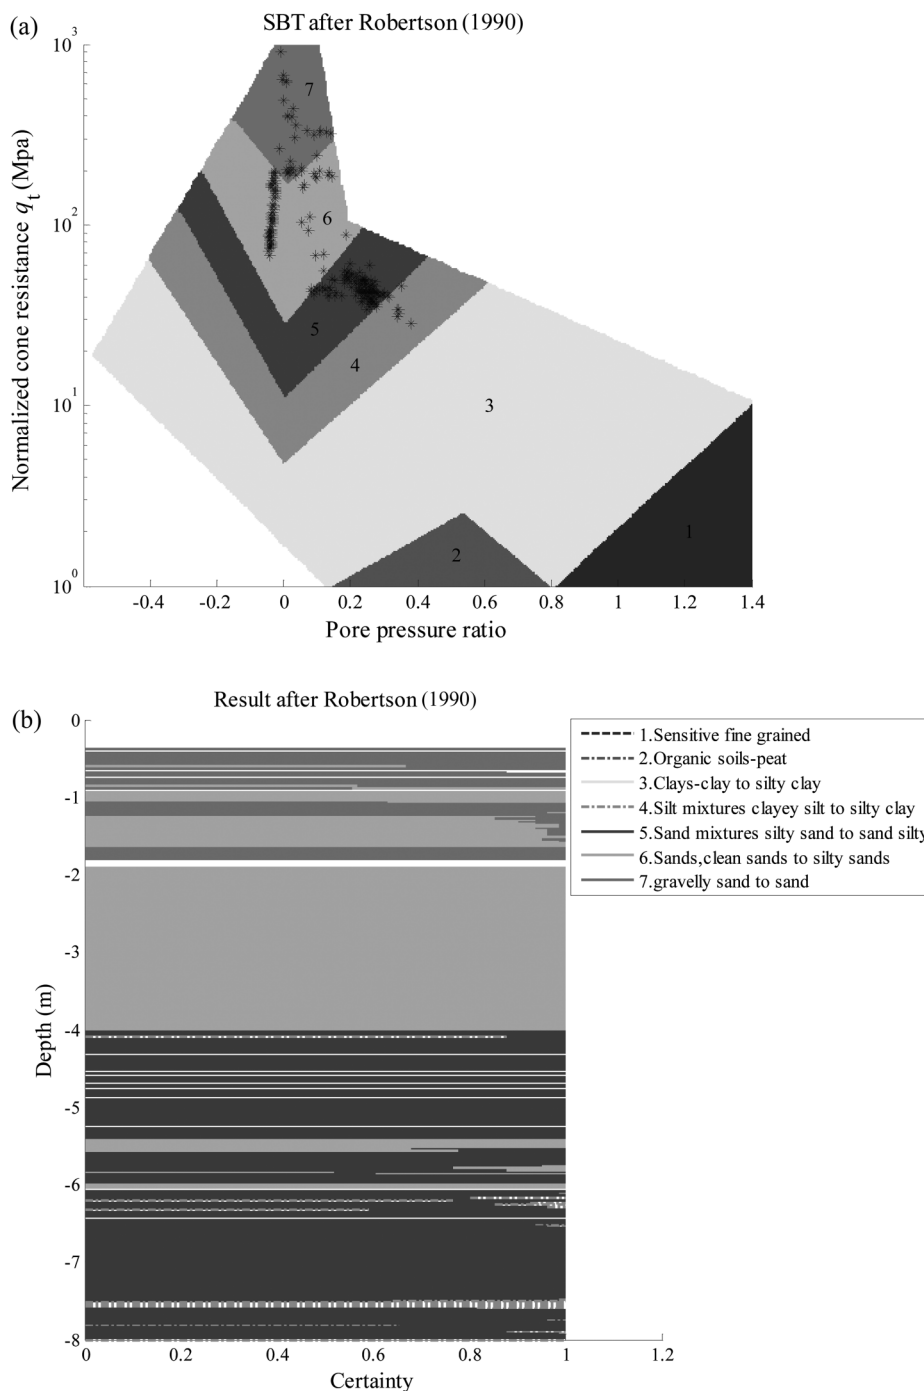 (a)
SBT after Robertson (1990)
10³
10²
10¹
10⁰
Normalized cone resistance qt (Mpa)
7
6
5
4
3
2
1
-0.4 -0.2 0 0.2 0.4 0.6 0.8 1 1.2 1.4
Pore pressure ratio
(b)
Result after Robertson (1990)
0
-1
-2
-3
-4
-5
-6
-7
-8
Depth (m)
1.Sensitive fine grained
2.Organic soils-peat
3.Clays-clay to silty clay
4.Silt mixtures clayey silt to silty clay
5.Sand mixtures silty sand to sand silty
6.Sands,clean sands to silty sands
7.gravelly sand to sand
0 0.2 0.4 0.6 0.8 1 1.2
Certainty